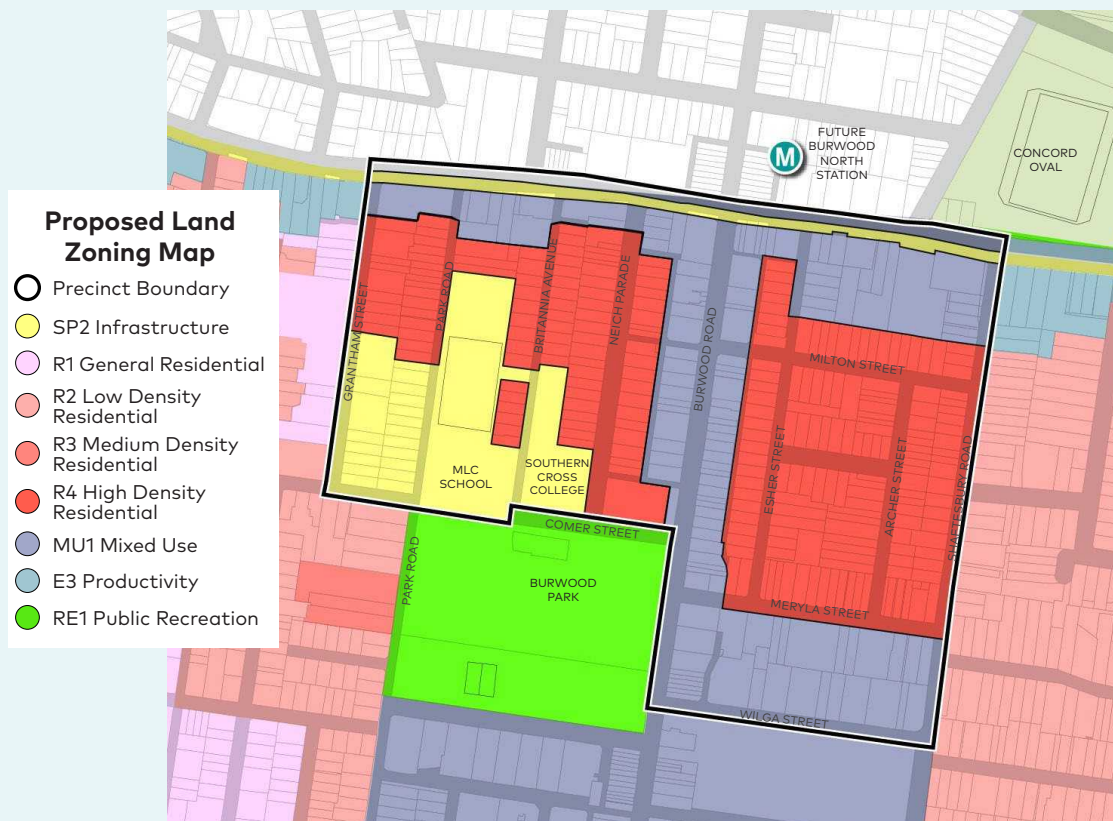 Proposed Land
Zoning Map
Precinct Boundary
SP2 Infrastructure
R1 General Residential
R2 Low Density
Residential
R3 Medium Density
Residential
R4 High Density
Residential
MU1 Mixed Use
E3 Productivity
RE1 Public Recreation
M
FUTURE
BURWOOD
NORTH
STATION
CONCORD
OVAL
GRANTHAM STREET
PARK ROAD
BRITANNIA AVENUE
NEICH PARADE
BURWOOD ROAD
MILTON STREET
ESHER STREET
ARCHER STREET
SHAFTESBURY ROAD
MLC
SCHOOL
SOUTHERN
CROSS
COLLEGE
COMER STREET
PARK ROAD
BURWOOD
PARK
MERYLA STREET
WILGA STREET